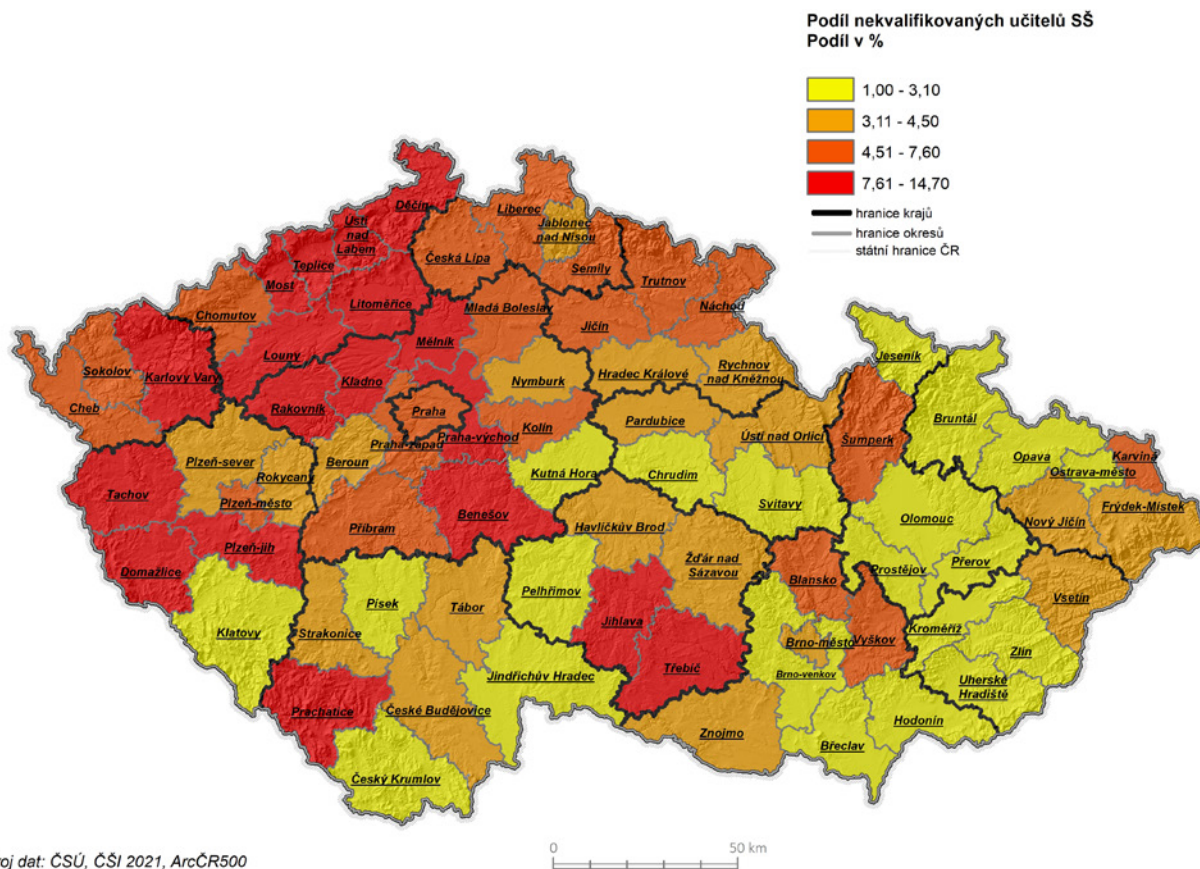 Podíl nekvalifikovaných učitelů SŠ
Podíl v %
1,00 - 3,10
3,11 - 4,50
4,51 - 7,60
7,61 - 14,70
hranice krajů
hranice okresů
státní hranice ČR
Děčín
Ústí
nad
Labem
Liberec
Jablonec
nad Nisou
Teplice
Česká Lípa
Semily
Most
Trutnov
Litoměřice
Chomutov
Mladá Boleslav
Náchod
Jičín
Mělník
Louny
Jeseník
Sokolov
Karlovy Vary
Kladno
Nymburk
Hradec Králové
Rychnov
nad Kněžnou
Cheb
Rakovník
Praha
Bruntál
Kolín
Pardubice
Praha-západ
Praha-východ
Ústí nad Orlicí
Šumperk
Plzeň-sever
Beroun
Opava
Karviná
Rokycany
Kutná Hora
Chrudim
Ostrava-město
Tachov
Plzeň-město
Svitavy
Frýdek-Místek
Příbram
Benešov
Olomouc
Nový Jičín
Havlíčkův Brod
Plzeň-jih
Žďár nad
Sázavou
Domažlice
Přerov
Prostějov
Blansko
Pelhřimov
Vsetín
Písek
Tábor
Jihlava
Klatovy
Strakonice
Kroměříž
Brno-město
Vyškov
Zlín
Třebíč
Brno-venkov
Jindřichův Hradec
Uherské
Hradiště
Prachatice
České Budějovice
Hodonín
Znojmo
Břeclav
Český Krumlov
0 50 km
oj dat: ČSÚ, ČŠI 2021, ArcČR500